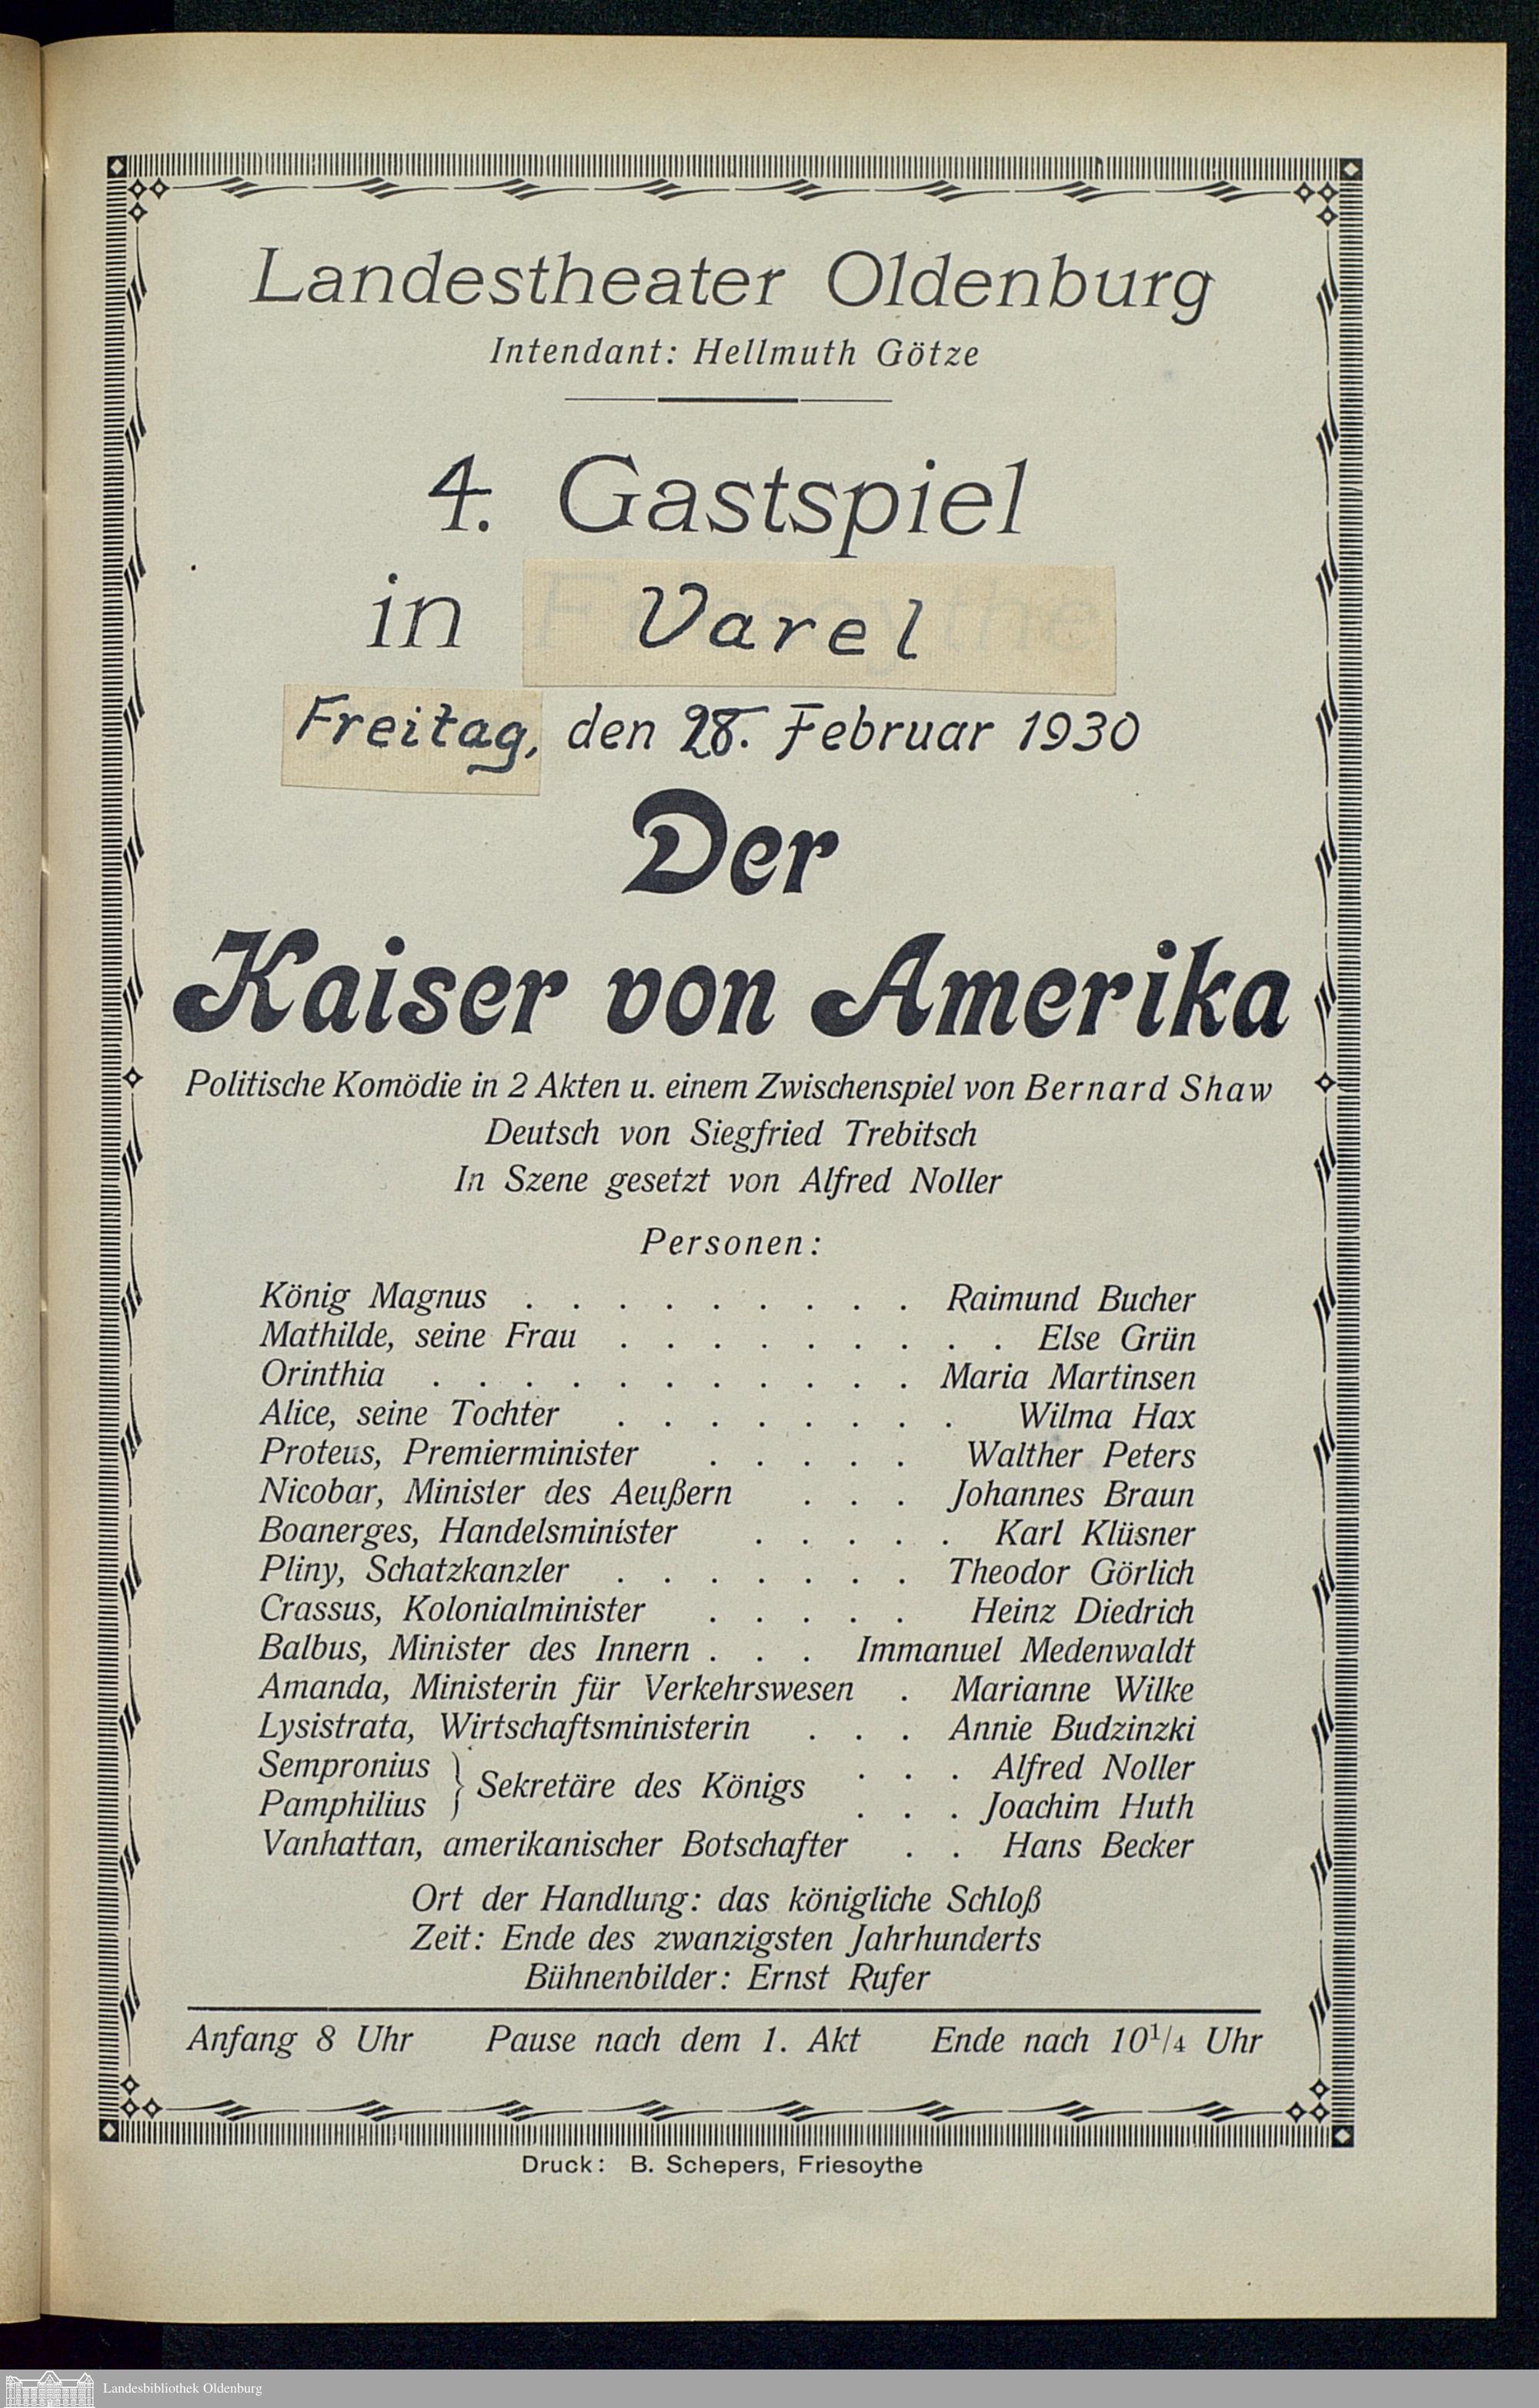 Landestheater Oldenburg
Intendant: Hellmuth Götze
4. Gastspiel
in Varel
Freitag, den 28. Februar 1930
Der
Kaiser von Amerika
Politische Komödie in 2 Akten u. einem Zwischenspiel von Bernard Shaw
Deutsch von Siegfried Trebitsch
In Szene gesetzt von Alfred Noller
Personen:
König Magnus . . . . . . . . . Raimund Bucher
Mathilde, seine Frau . . . . . . . . . Else Grün
Orinthia . . . . . . . . . . . Maria Martinsen
Alice, seine Tochter . . . . . . . . Wilma Hax
Proteus, Premierminister . . . . . Walther Peters
Nicobar, Minister des Aeußern . . . Johannes Braun
Boanerges, Handelsminister . . . . . Karl Klüsner
Pliny, Schatzkanzler . . . . . . . Theodor Görlich
Crassus, Kolonialminister . . . . . Heinz Diedrich
Balbus, Minister des Innern . . . Immanuel Medenwaldt
Amanda, Ministerin für Verkehrswesen . Marianne Wilke
Lysistrata, Wirtschaftsministerin . . . Annie Budzinzki
Sempronius } Sekretäre des Königs . . . Alfred Noller
Pamphilius . . . Joachim Huth
Vanhattan, amerikanischer Botschafter . . Hans Becker
Ort der Handlung: das königliche Schloß
Zeit: Ende des zwanzigsten Jahrhunderts
Bühnenbilder: Ernst Rufer
Anfang 8 Uhr Pause nach dem 1. Akt Ende nach 10¹/₄ Uhr
Druck: B. Schepers, Friesoythe
Landesbibliothek Oldenburg